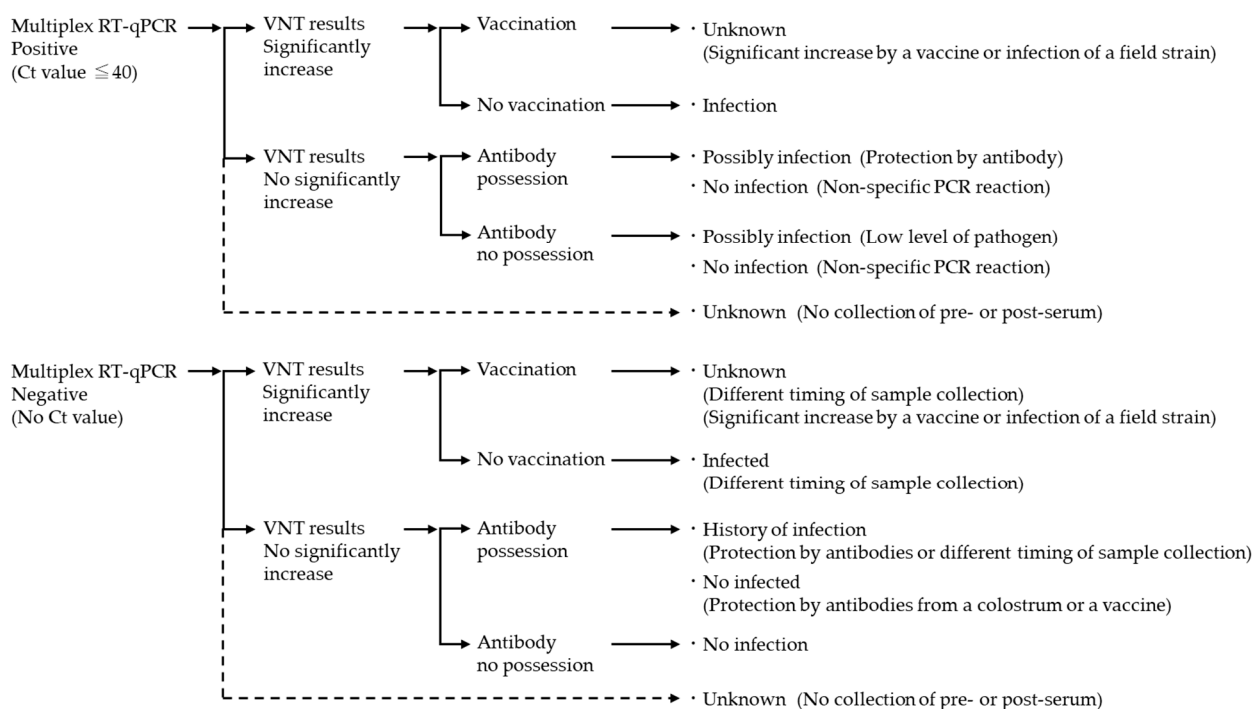 Multiplex RT-qPCR
Positive
(Ct value ≦40)
VNT results
Significantly
increase
Vaccination
・Unknown
(Significant increase by a vaccine or infection of a field strain)
No vaccination
・Infection
VNT results
No significantly
increase
Antibody
possession
・Possibly infection (Protection by antibody)
・No infection (Non-specific PCR reaction)
Antibody
no possession
・Possibly infection (Low level of pathogen)
・No infection (Non-specific PCR reaction)
・Unknown (No collection of pre- or post-serum)
Multiplex RT-qPCR
Negative
(No Ct value)
VNT results
Significantly
increase
Vaccination
・Unknown
(Different timing of sample collection)
(Significant increase by a vaccine or infection of a field strain)
No vaccination
・Infected
(Different timing of sample collection)
VNT results
No significantly
increase
Antibody
possession
・History of infection
(Protection by antibodies or different timing of sample collection)
・No infected
(Protection by antibodies from a colostrum or a vaccine)
Antibody
no possession
・No infection
・Unknown (No collection of pre- or post-serum)